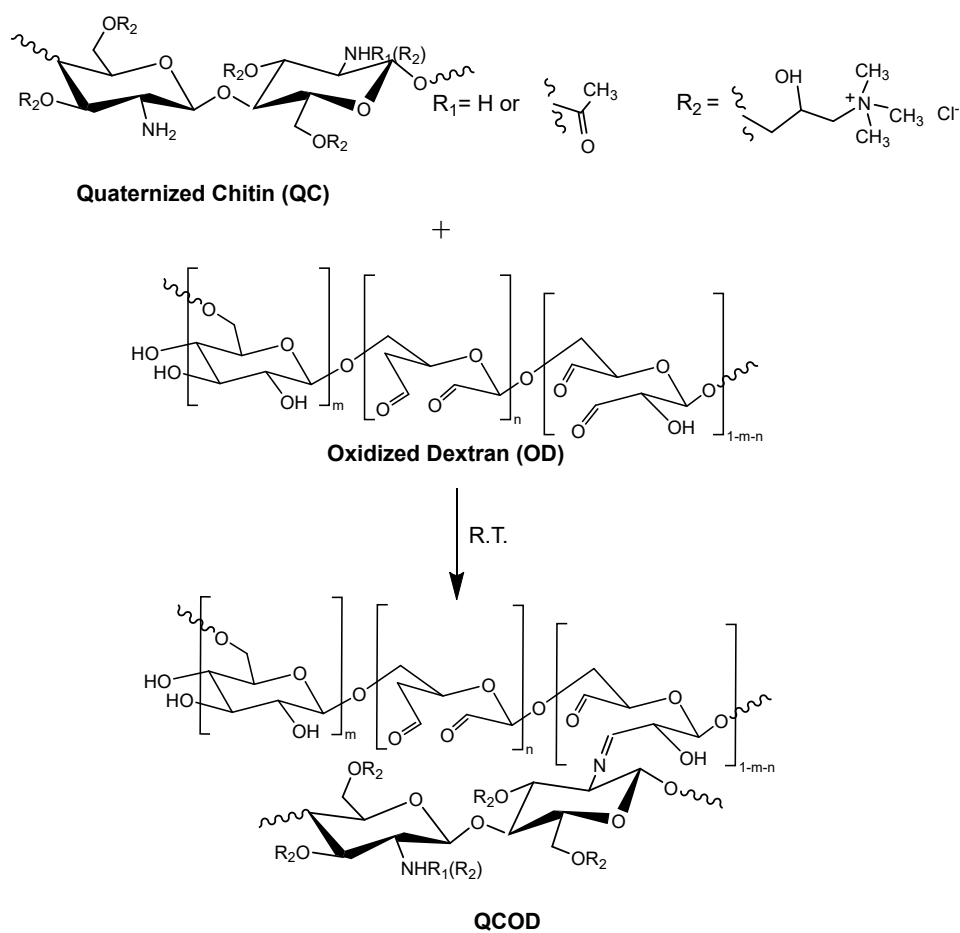 OR₂
O
R₂O
NH₂
O
R₂O
NHR₁(R₂)
O
O
OR₂
R₁= H or
CH₃
O
R₂ =
OH
CH₃
N⁺
CH₃
CH₃
Cl⁻
Quaternized Chitin (QC)
+
O
HO
HO
O
OH
m
O
O
O
O
n
O
O
O
O
OH
O
1-m-n
Oxidized Dextran (OD)
R.T.
O
HO
HO
O
OH
m
O
O
O
O
n
O
O
O
N
OH
O
1-m-n
OR₂
O
R₂O
NHR₁(R₂)
O
R₂O
O
O
OR₂
QCOD